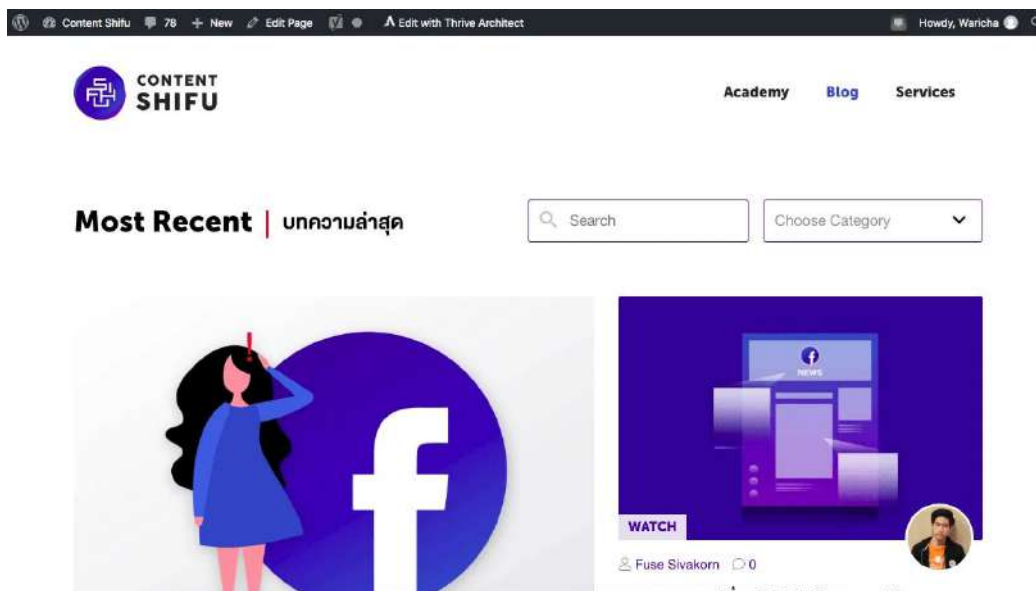 Content Shifu 78 New Edit Page Edit with Thrive Architect Howdy, Waricha
CONTENT
SHIFU
Academy Blog Services
Most Recent | บทความล่าสุด
Search
Choose Category
NEWS
WATCH
Fuse Sivakorn 0